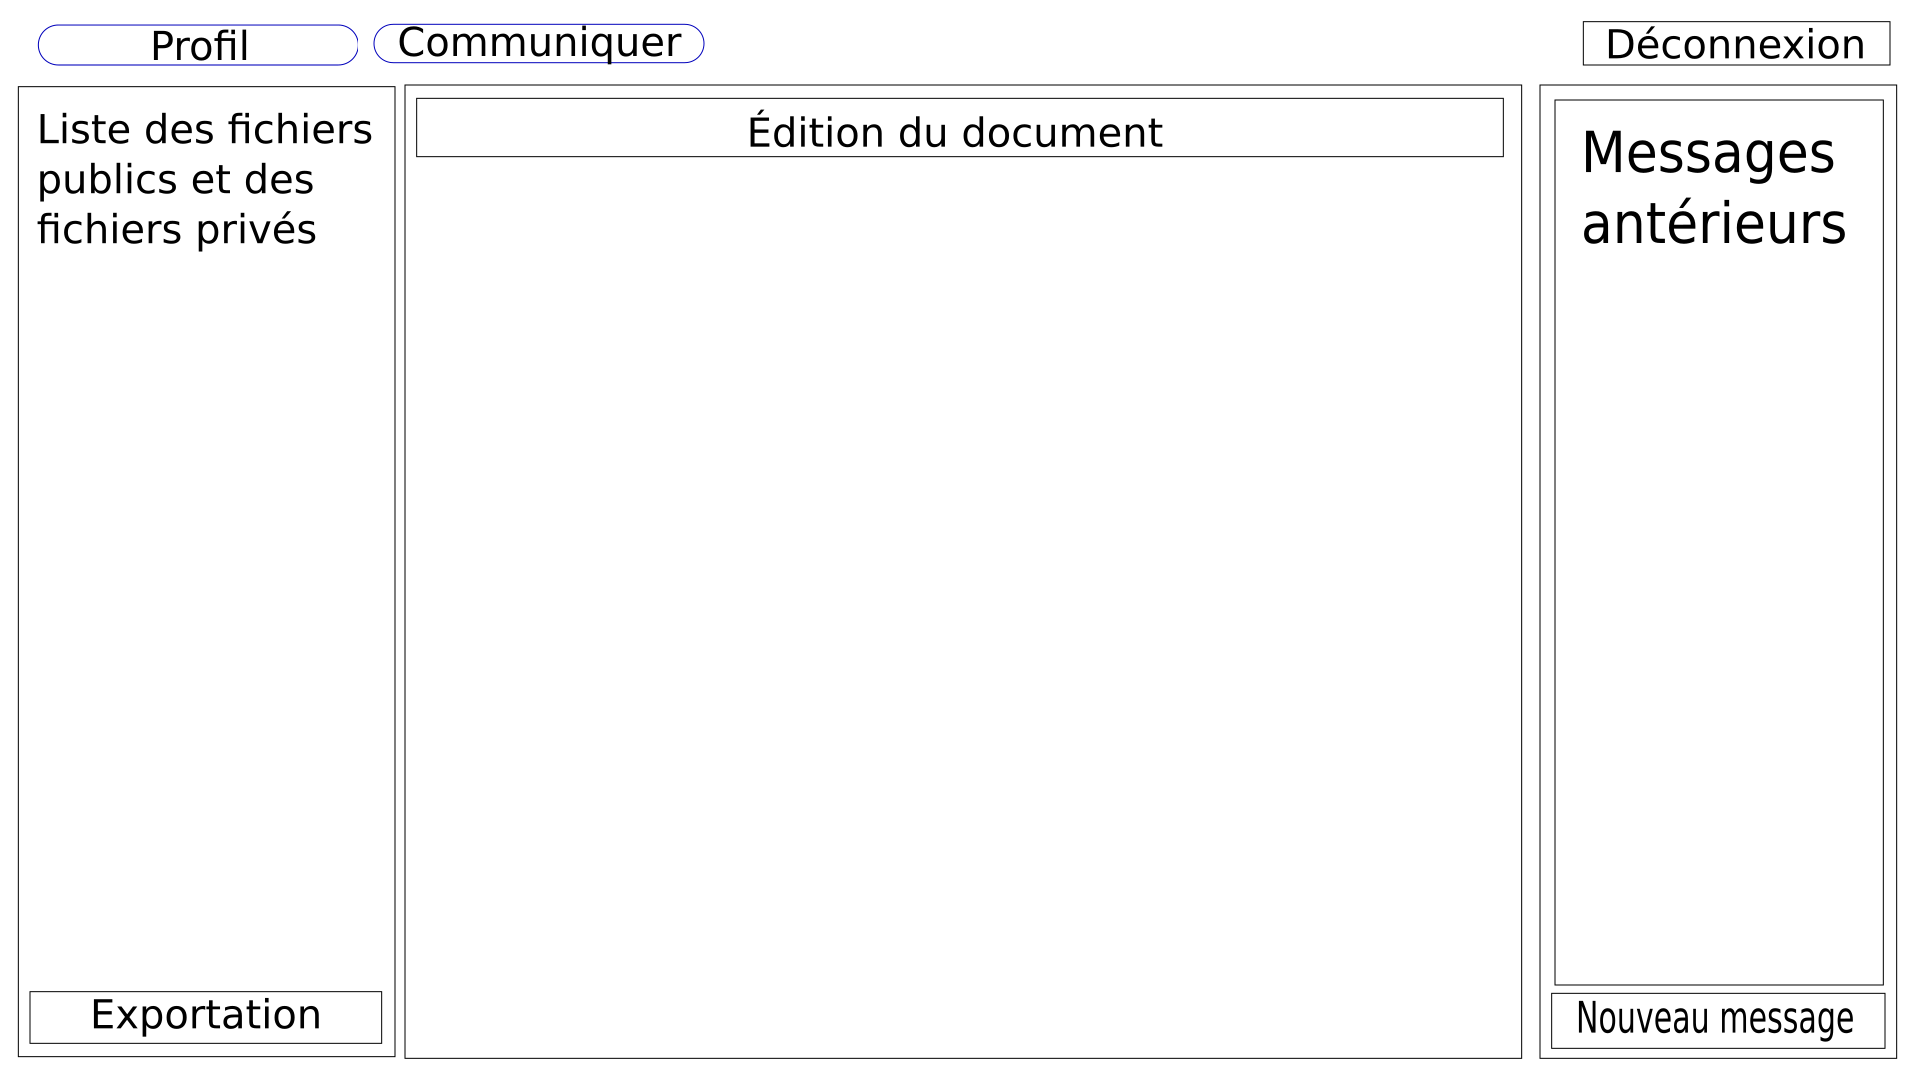 Profil
Communiquer
Déconnexion
Liste des fichiers
publics et des
fichiers privés
Exportation
Édition du document
Messages
antérieurs
Nouveau message